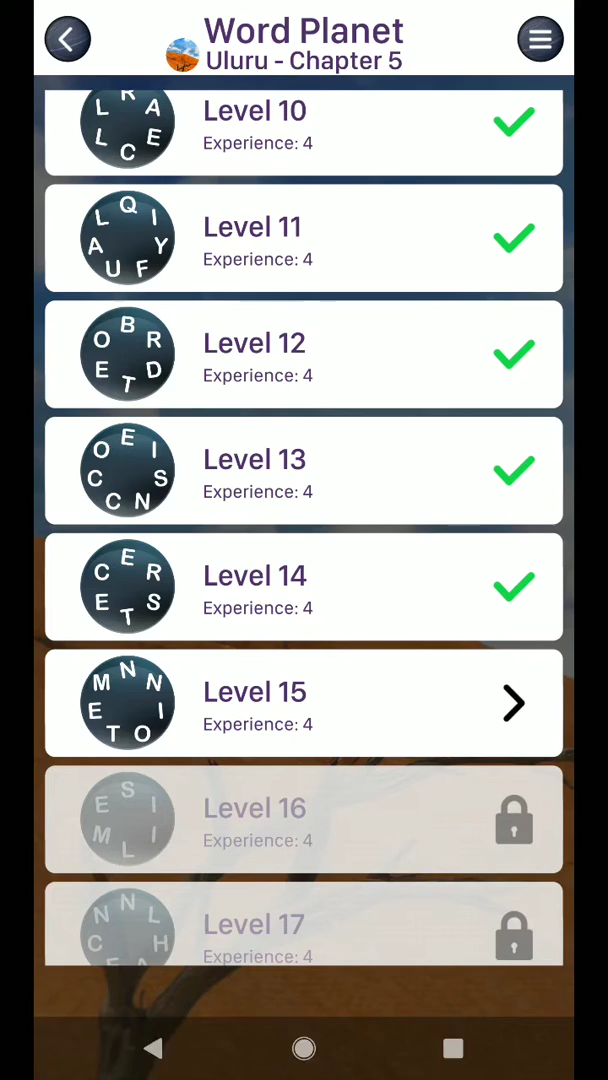 Word Planet
Uluru - Chapter 5
L R A L E C
Level 10
Experience: 4
L Q I A Y U F
Level 11
Experience: 4
O B R E D T
Level 12
Experience: 4
O E I C S C N
Level 13
Experience: 4
C E R E S T
Level 14
Experience: 4
M N N E I T O
Level 15
Experience: 4
E S I M I L
Level 16
Experience: 4
N N L C H E A
Level 17
Experience: 4